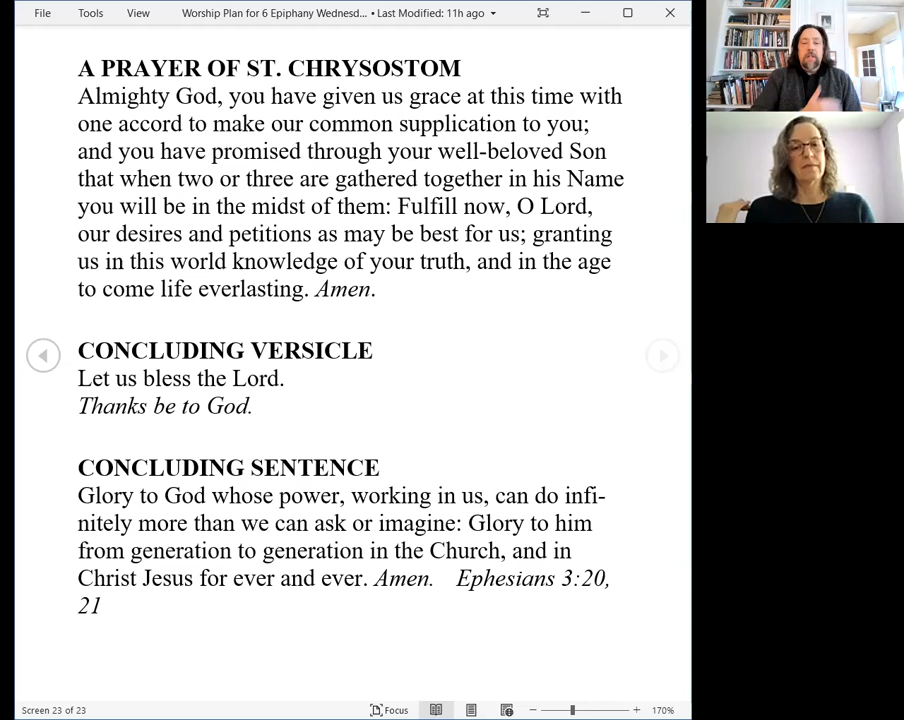 File Tools View Worship Plan for 6 Epiphany Wednesd... • Last Modified: 11h ago
A PRAYER OF ST. CHRYSOSTOM
Almighty God, you have given us grace at this time with
one accord to make our common supplication to you;
and you have promised through your well-beloved Son
that when two or three are gathered together in his Name
you will be in the midst of them: Fulfill now, O Lord,
our desires and petitions as may be best for us; granting
us in this world knowledge of your truth, and in the age
to come life everlasting. Amen.
CONCLUDING VERSICLE
Let us bless the Lord.
Thanks be to God.
CONCLUDING SENTENCE
Glory to God whose power, working in us, can do infi-
nitely more than we can ask or imagine: Glory to him
from generation to generation in the Church, and in
Christ Jesus for ever and ever. Amen. Ephesians 3:20,
21
Screen 23 of 23 Focus 170%